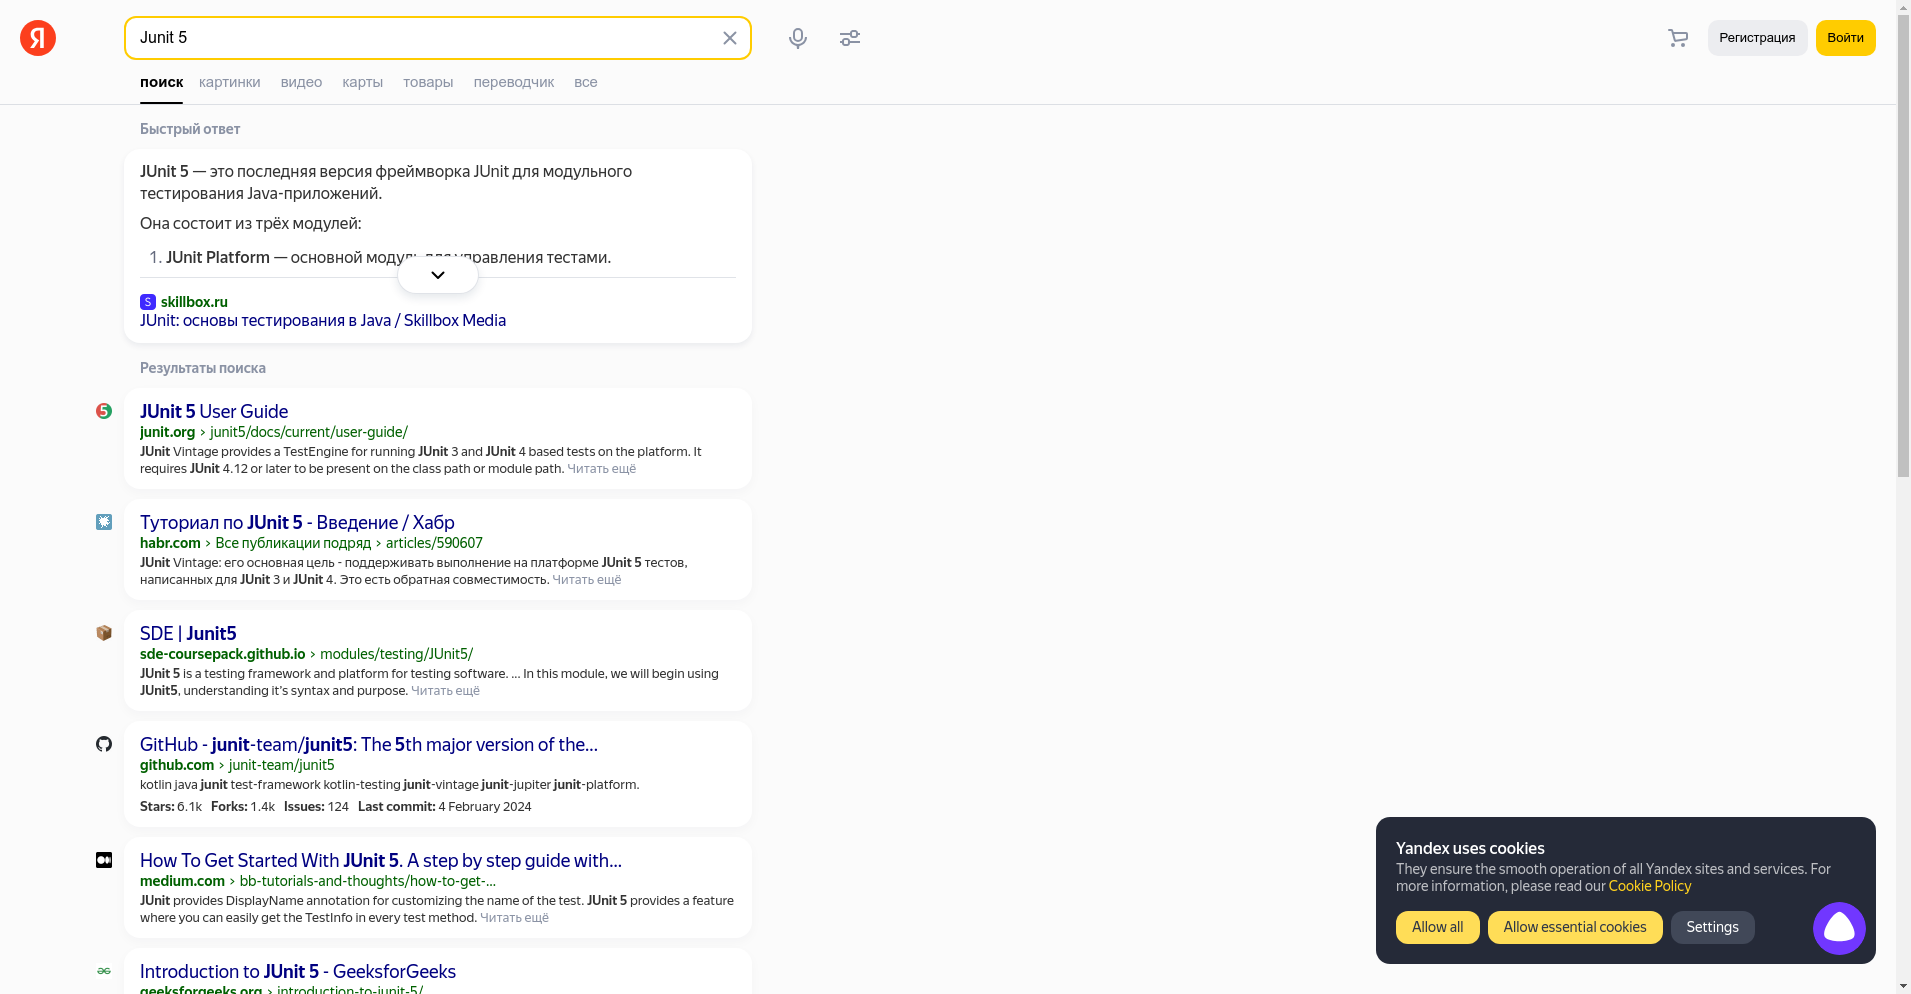 Я
Junit 5
Регистрация
Войти
поиск картинки видео карты товары переводчик все
Быстрый ответ
JUnit 5 — это последняя версия фреймворка JUnit для модульного
тестирования Java-приложений.
Она состоит из трёх модулей:
1. JUnit Platform — основной модуль для управления тестами.
S skillbox.ru
JUnit: основы тестирования в Java / Skillbox Media
Результаты поиска
5
JUnit 5 User Guide
junit.org › junit5/docs/current/user-guide/
JUnit Vintage provides a TestEngine for running JUnit 3 and JUnit 4 based tests on the platform. It
requires JUnit 4.12 or later to be present on the class path or module path. Читать ещё
Туториал по JUnit 5 - Введение / Хабр
habr.com › Все публикации подряд › articles/590607
JUnit Vintage: его основная цель - поддерживать выполнение на платформе JUnit 5 тестов,
написанных для JUnit 3 и JUnit 4. Это есть обратная совместимость. Читать ещё
SDE | Junit5
sde-coursepack.github.io › modules/testing/JUnit5/
JUnit 5 is a testing framework and platform for testing software. ... In this module, we will begin using
JUnit5, understanding it's syntax and purpose. Читать ещё
GitHub - junit-team/junit5: The 5th major version of the...
github.com › junit-team/junit5
kotlin java junit test-framework kotlin-testing junit-vintage junit-jupiter junit-platform.
Stars: 6.1k Forks: 1.4k Issues: 124 Last commit: 4 February 2024
How To Get Started With JUnit 5. A step by step guide with...
medium.com › bb-tutorials-and-thoughts/how-to-get-...
JUnit provides DisplayName annotation for customizing the name of the test. JUnit 5 provides a feature
where you can easily get the TestInfo in every test method. Читать ещё
Introduction to JUnit 5 - GeeksforGeeks
geeksforgeeks.org › introduction-to-junit-5/
Yandex uses cookies
They ensure the smooth operation of all Yandex sites and services. For
more information, please read our Cookie Policy
Allow all
Allow essential cookies
Settings